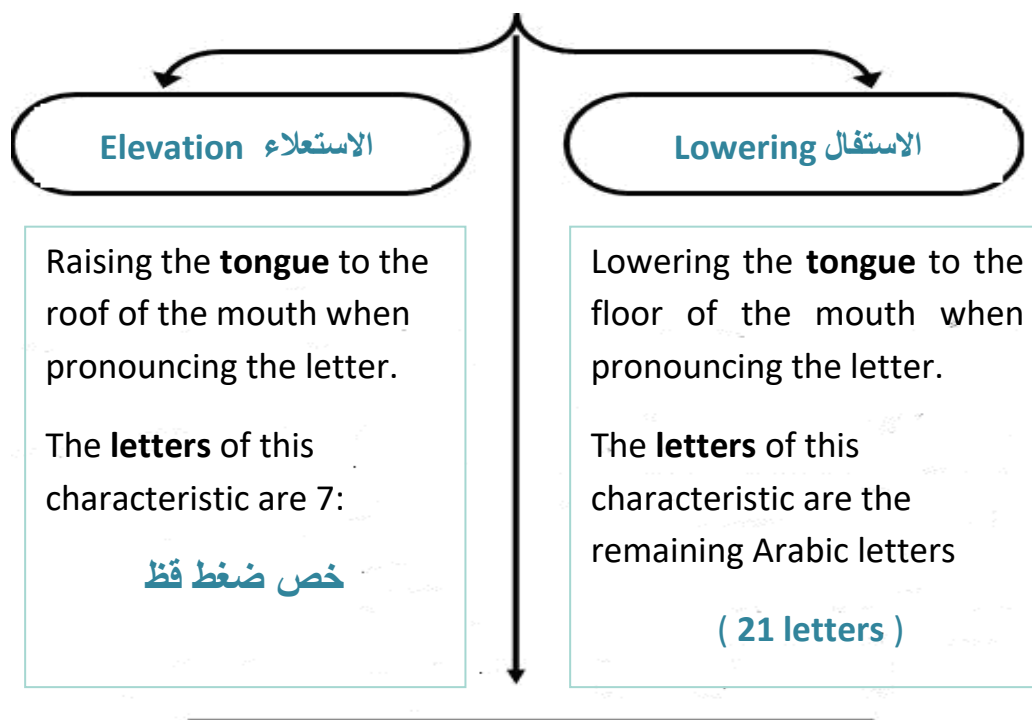 Elevation الاستعلاء
Raising the tongue to the
roof of the mouth when
pronouncing the letter.
The letters of this
characteristic are 7:
خص ضغط قظ
Lowering الاستفال
Lowering the tongue to the
floor of the mouth when
pronouncing the letter.
The letters of this
characteristic are the
remaining Arabic letters
( 21 letters )